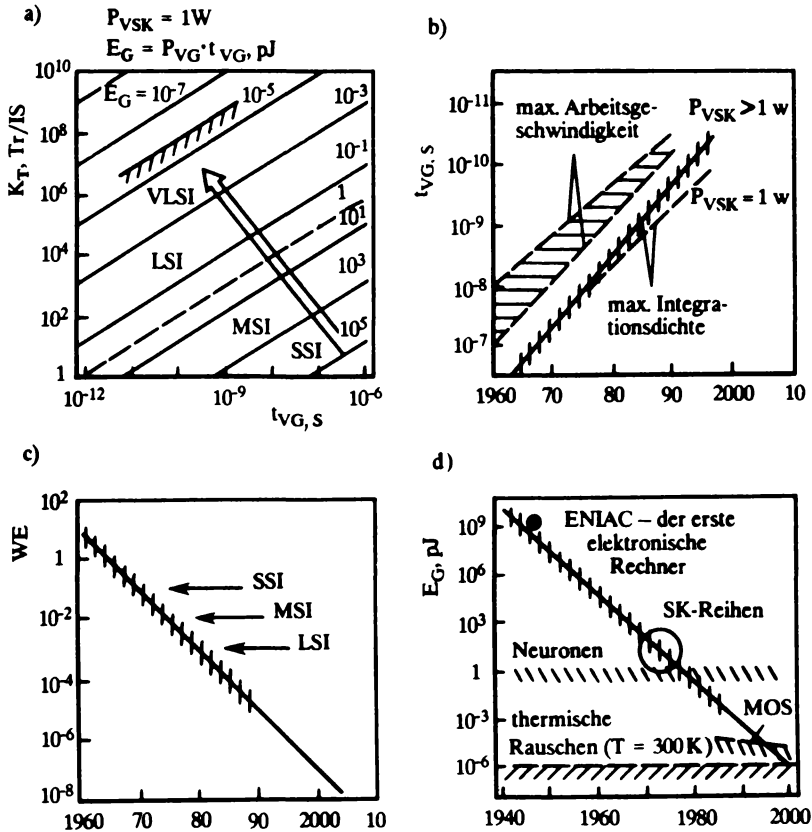 a)
P_VSK = 1W
E_G = P_VG·t_VG, pJ
K_T, Tr/IS
10^10
10^8
10^6
10^4
10^2
1
E_G = 10^-7
10^-5
10^-3
10^-1
1
10^1
10^3
10^5
VLSI
LSI
MSI
SSI
10^-12
10^-9
10^-6
t_VG, s
b)
t_VG, s
10^-11
10^-10
10^-9
10^-8
10^-7
max. Arbeitsge-
schwindigkeit
P_VSK > 1 w
P_VSK = 1 w
max. Integra-
tionsdichte
1960
70
80
90
2000
10
c)
WE
10^2
1
10^-2
10^-4
10^-6
10^-8
SSI
MSI
LSI
1960
70
80
90
2000
10
d)
E_G, pJ
10^9
10^6
10^3
1
10^-3
10^-6
ENIAC – der erste
elektronische
Rechner
SK-Reihen
Neuronen
MOS
thermische
Rauschen (T = 300 K)
1940
1960
1980
2000